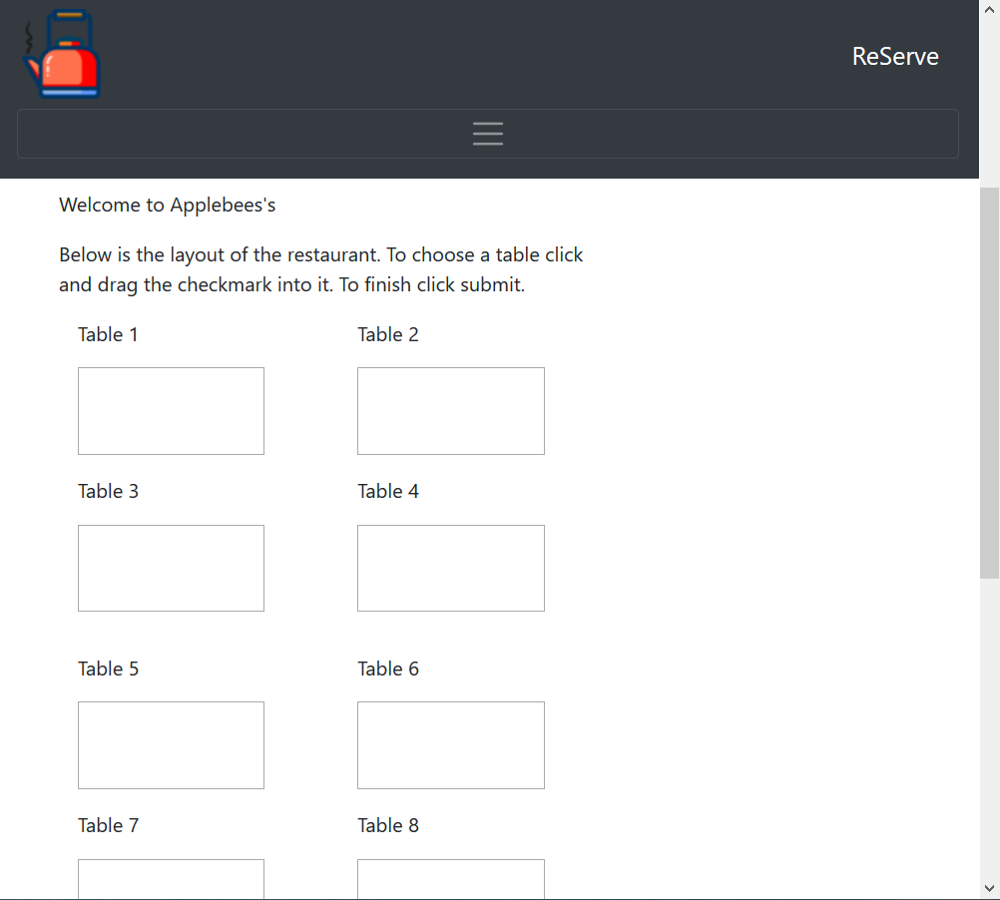 ReServe
Welcome to Applebees's
Below is the layout of the restaurant. To choose a table click
and drag the checkmark into it. To finish click submit.
Table 1
Table 2
Table 3
Table 4
Table 5
Table 6
Table 7
Table 8